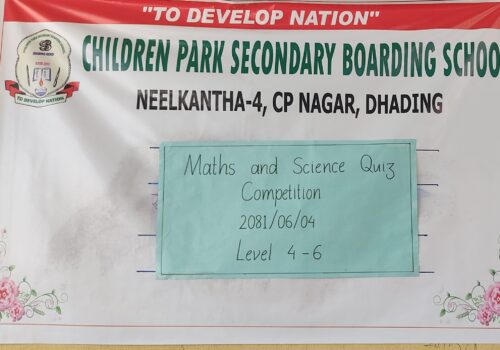 "TO DEVELOP NATION"
CHILDREN PARK SECONDARY BOARDING SCHOO
NEELKANTHA-4, CP NAGAR, DHADING
TO DEVELOP NATION
Maths and Science Quiz
Competition
2081/06/04
Level 4-6